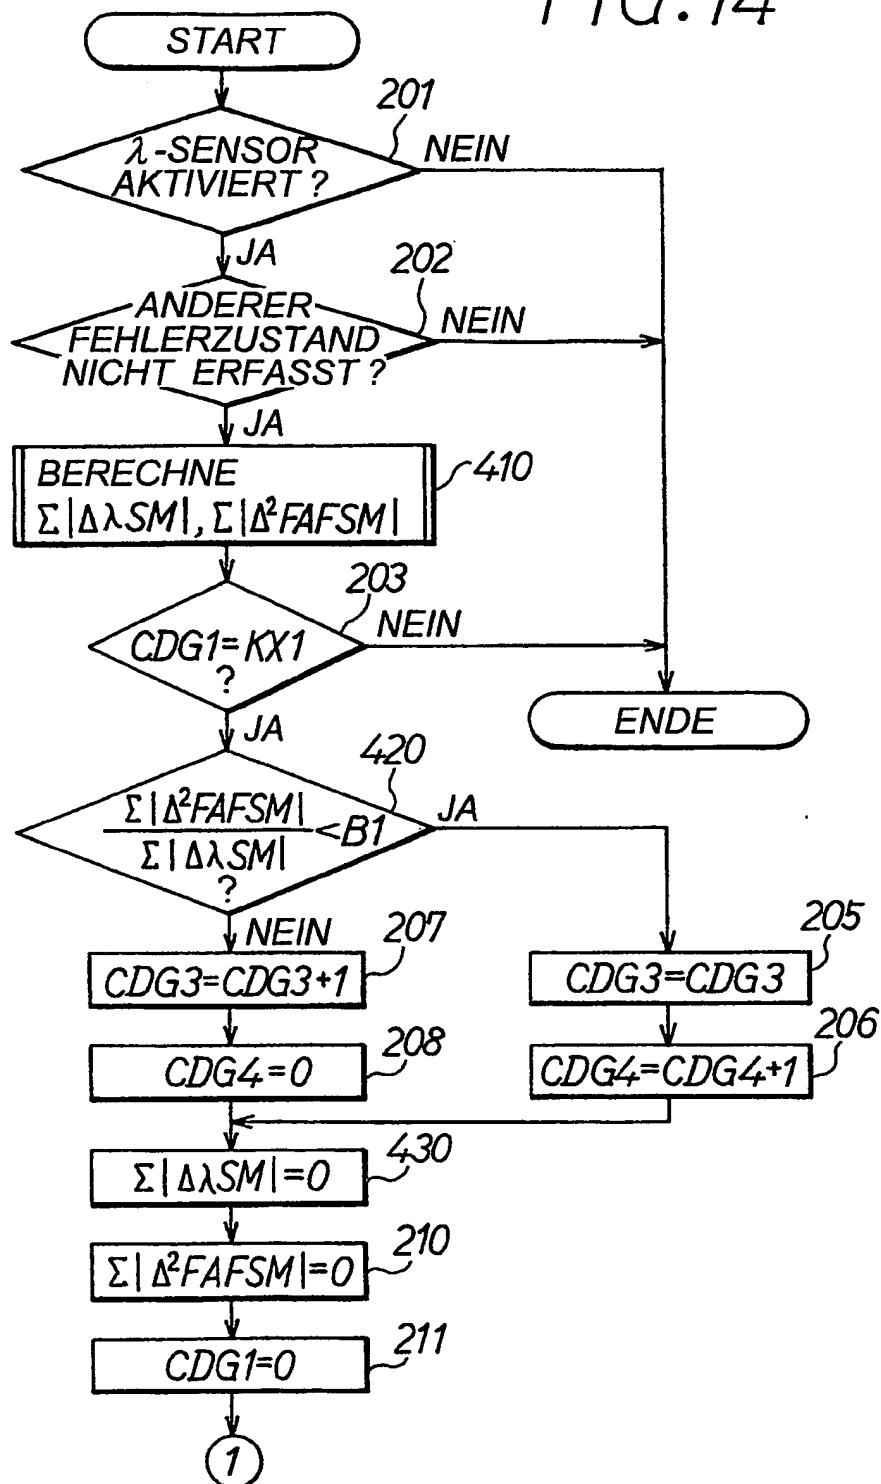 FIG. 14
START
201
λ-SENSOR
AKTIVIERT ?
NEIN
JA
202
ANDERER
FEHLERZUSTAND
NICHT ERFASST ?
NEIN
JA
BERECHNE
Σ|ΔλSM|, Σ|Δ²FAFSM|
410
203
CDG1=KX1
?
NEIN
ENDE
JA
420
Σ|Δ²FAFSM|
Σ|ΔλSM|
<B1
?
JA
NEIN
207
CDG3=CDG3+1
205
CDG3=CDG3
208
CDG4=0
206
CDG4=CDG4+1
430
Σ|ΔλSM|=0
210
Σ|Δ²FAFSM|=0
211
CDG1=0
1